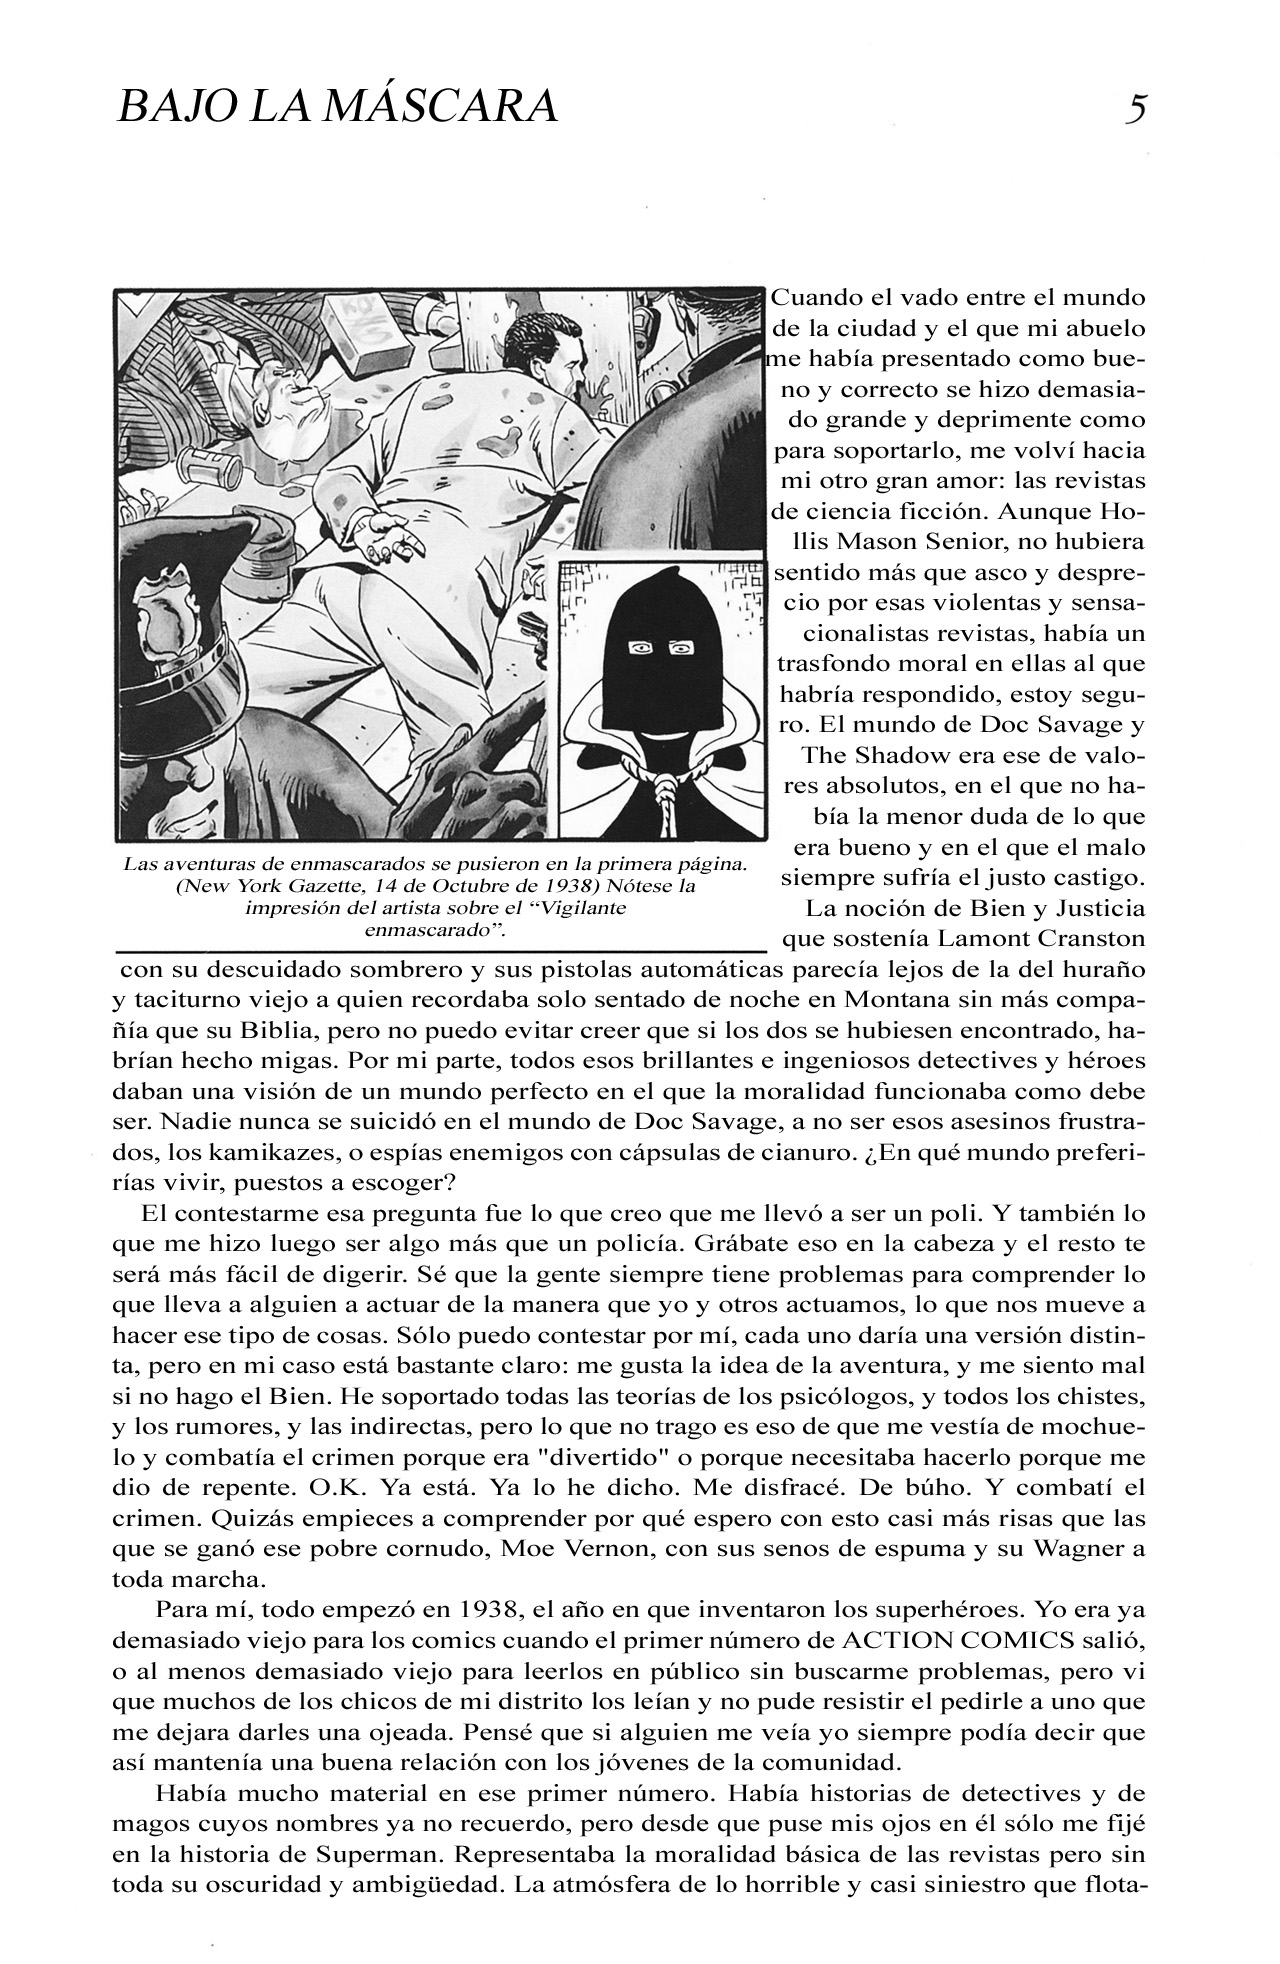 BAJO LA MÁSCARA
5
Cuando el vado entre el mundo
de la ciudad y el que mi abuelo
me había presentado como bue-
no y correcto se hizo demasia-
do grande y deprimente como
para soportarlo, me volví hacia
mi otro gran amor: las revistas
de ciencia ficción. Aunque Ho-
llis Mason Senior, no hubiera
sentido más que asco y despre-
cio por esas violentas y sensa-
cionalistas revistas, había un
trasfondo moral en ellas al que
habría respondido, estoy segu-
ro. El mundo de Doc Savage y
The Shadow era ese de valo-
res absolutos, en el que no ha-
bía la menor duda de lo que
era bueno y en el que el malo
siempre sufría el justo castigo.
La noción de Bien y Justicia
que sostenía Lamont Cranston
Las aventuras de enmascarados se pusieron en la primera página.
(New York Gazette, 14 de Octubre de 1938) Nótese la
impresión del artista sobre el “Vigilante
enmascarado”.
con su descuidado sombrero y sus pistolas automáticas parecía lejos de la del huraño
y taciturno viejo a quien recordaba solo sentado de noche en Montana sin más compa-
ñía que su Biblia, pero no puedo evitar creer que si los dos se hubiesen encontrado, ha-
brían hecho migas. Por mi parte, todos esos brillantes e ingeniosos detectives y héroes
daban una visión de un mundo perfecto en el que la moralidad funcionaba como debe
ser. Nadie nunca se suicidó en el mundo de Doc Savage, a no ser esos asesinos frustra-
dos, los kamikazes, o espías enemigos con cápsulas de cianuro. ¿En qué mundo preferi-
rías vivir, puestos a escoger?
El contestarme esa pregunta fue lo que creo que me llevó a ser un poli. Y también lo
que me hizo luego ser algo más que un policía. Grábate eso en la cabeza y el resto te
será más fácil de digerir. Sé que la gente siempre tiene problemas para comprender lo
que lleva a alguien a actuar de la manera que yo y otros actuamos, lo que nos mueve a
hacer ese tipo de cosas. Sólo puedo contestar por mí, cada uno daría una versión distin-
ta, pero en mi caso está bastante claro: me gusta la idea de la aventura, y me siento mal
si no hago el Bien. He soportado todas las teorías de los psicólogos, y todos los chistes,
y los rumores, y las indirectas, pero lo que no trago es eso de que me vestía de mochue-
lo y combatía el crimen porque era "divertido" o porque necesitaba hacerlo porque me
dio de repente. O.K. Ya está. Ya lo he dicho. Me disfracé. De búho. Y combatí el
crimen. Quizás empieces a comprender por qué espero con esto casi más risas que las
que se ganó ese pobre cornudo, Moe Vernon, con sus senos de espuma y su Wagner a
toda marcha.
Para mí, todo empezó en 1938, el año en que inventaron los superhéroes. Yo era ya
demasiado viejo para los comics cuando el primer número de ACTION COMICS salió,
o al menos demasiado viejo para leerlos en público sin buscarme problemas, pero vi
que muchos de los chicos de mi distrito los leían y no pude resistir el pedirle a uno que
me dejara darles una ojeada. Pensé que si alguien me veía yo siempre podía decir que
así mantenía una buena relación con los jóvenes de la comunidad.
Había mucho material en ese primer número. Había historias de detectives y de
magos cuyos nombres ya no recuerdo, pero desde que puse mis ojos en él sólo me fijé
en la historia de Superman. Representaba la moralidad básica de las revistas pero sin
toda su oscuridad y ambigüedad. La atmósfera de lo horrible y casi siniestro que flota-